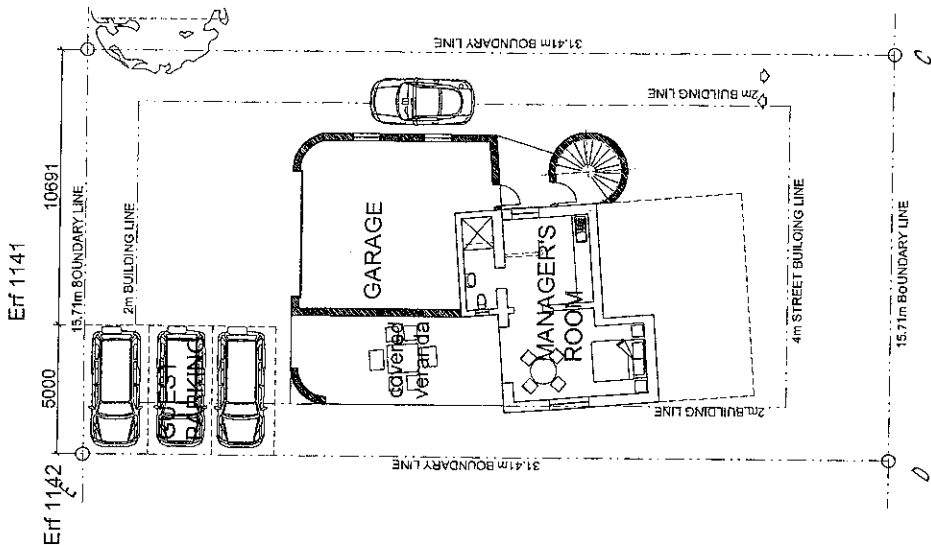 31.41m BOUNDARY LINE
C
2m BUILDING LINE
10691
15.71m BOUNDARY LINE
2m BUILDING LINE
Erf 1141
GARAGE
4m STREET BUILDING LINE
15.71m BOUNDARY LINE
MANAGER'S
ROOM
covered
veranda
GUEST
PARKING
5000
2m BUILDING LINE
31.41m BOUNDARY LINE
Erf 1142
E
D